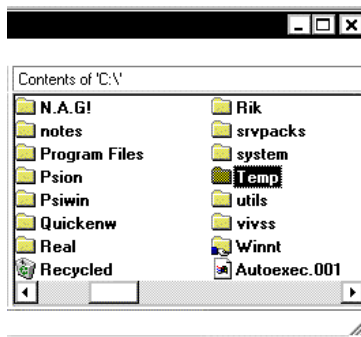 Contents of 'C:\'
N.A.G!
notes
Program Files
Psion
Psiwin
Quickenw
Real
Recycled
Rik
srvpacks
system
Temp
utils
vivss
Winnt
Autoexec.001